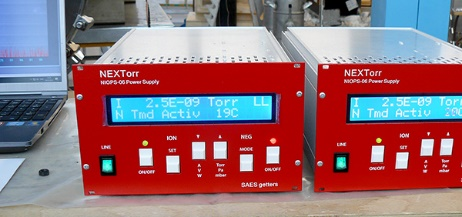 NEXTorr
NIOPS-06 Power Supply
I 2.5E-09 Torr LL
N Tmd Activ 19C
LINE
ION
ON/OFF
SET
A
V
W
Torr
Pa
mbar
NEG
MODE
ON/OFF
SAES getters
NEXTorr
NIOPS-06 Power Supply
I 2.5E-09 Torr
N Tmd Activ 20C
LINE
ION
ON/OFF
SET
A
V
W
Torr
Pa
mbar